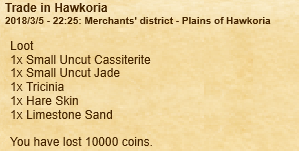 Trade in Hawkoria
2018/3/5 - 22:25: Merchants' district - Plains of Hawkoria
Loot
1x Small Uncut Cassiterite
1x Small Uncut Jade
1x Tricinia
1x Hare Skin
1x Limestone Sand
You have lost 10000 coins.